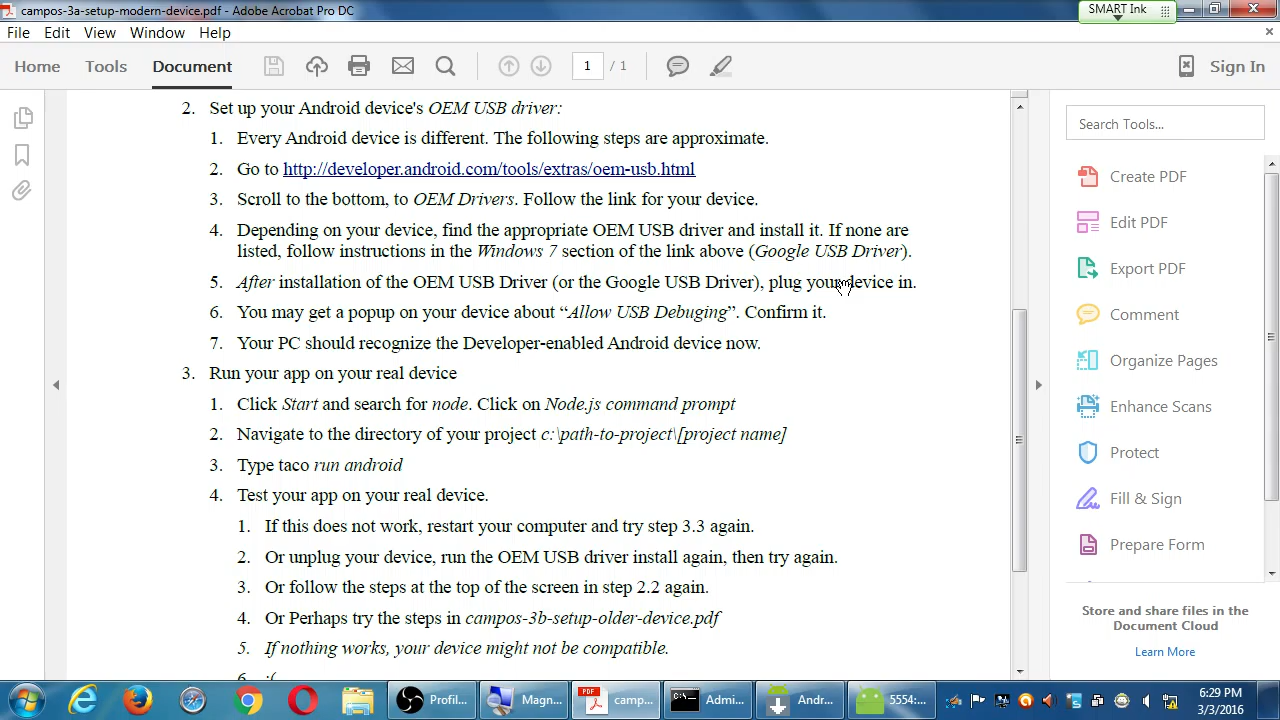 campos-3a-setup-modern-device.pdf - Adobe Acrobat Pro DC
SMART Ink
File Edit View Window Help
Home Tools Document 1 / 1 Sign In
2. Set up your Android device's OEM USB driver:
1. Every Android device is different. The following steps are approximate.
2. Go to http://developer.android.com/tools/extras/oem-usb.html
3. Scroll to the bottom, to OEM Drivers. Follow the link for your device.
4. Depending on your device, find the appropriate OEM USB driver and install it. If none are
listed, follow instructions in the Windows 7 section of the link above (Google USB Driver).
5. After installation of the OEM USB Driver (or the Google USB Driver), plug your device in.
6. You may get a popup on your device about “Allow USB Debuging”. Confirm it.
7. Your PC should recognize the Developer-enabled Android device now.
3. Run your app on your real device
1. Click Start and search for node. Click on Node.js command prompt
2. Navigate to the directory of your project c:\path-to-project\[project name]
3. Type taco run android
4. Test your app on your real device.
1. If this does not work, restart your computer and try step 3.3 again.
2. Or unplug your device, run the OEM USB driver install again, then try again.
3. Or follow the steps at the top of the screen in step 2.2 again.
4. Or Perhaps try the steps in campos-3b-setup-older-device.pdf
5. If nothing works, your device might not be compatible.
6. :(
Search Tools...
Create PDF
Edit PDF
Export PDF
Comment
Organize Pages
Enhance Scans
Protect
Fill & Sign
Prepare Form
Store and share files in the
Document Cloud
Learn More
Profil... Magn... PDF camp... C:\ Admi... Andr... 5554:...
6:29 PM
3/3/2016